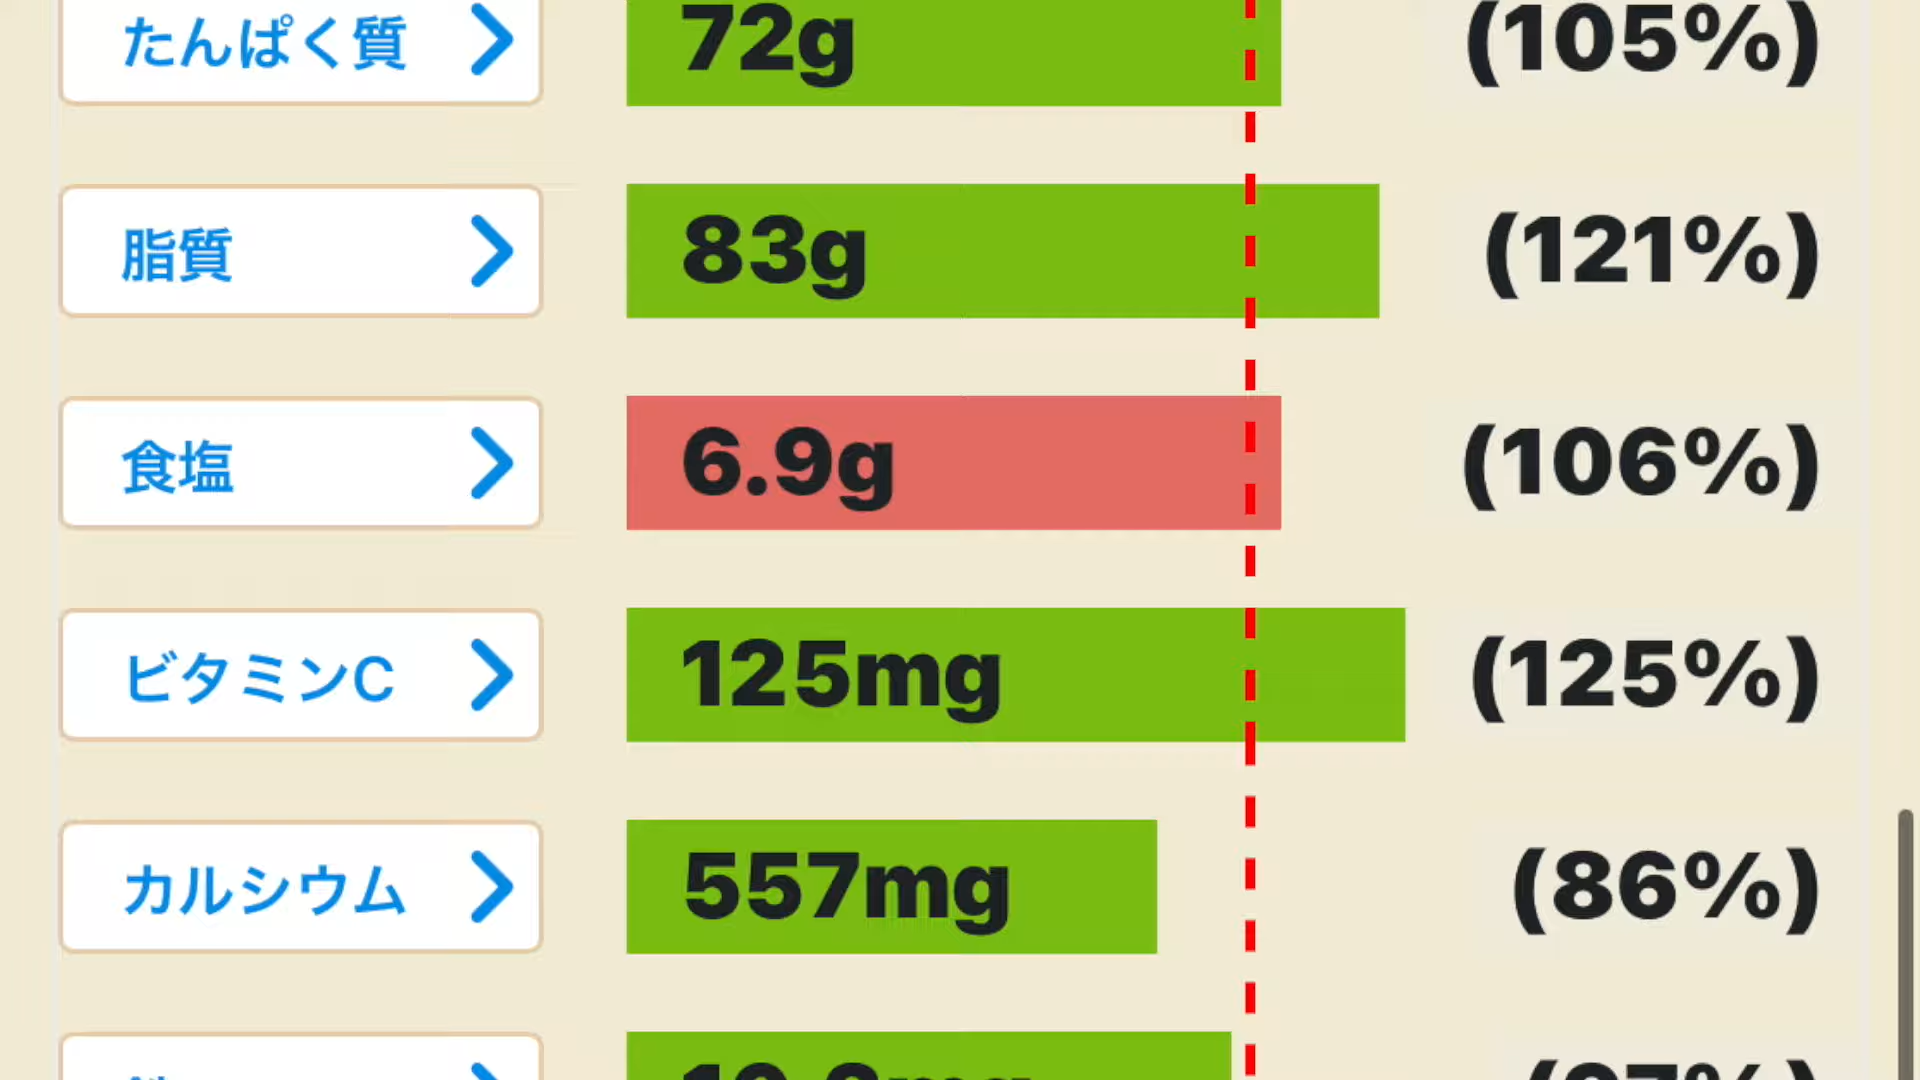 たんぱく質 72g (105%)
脂質 83g (121%)
食塩 6.9g (106%)
ビタミンC 125mg (125%)
カルシウム 557mg (86%)